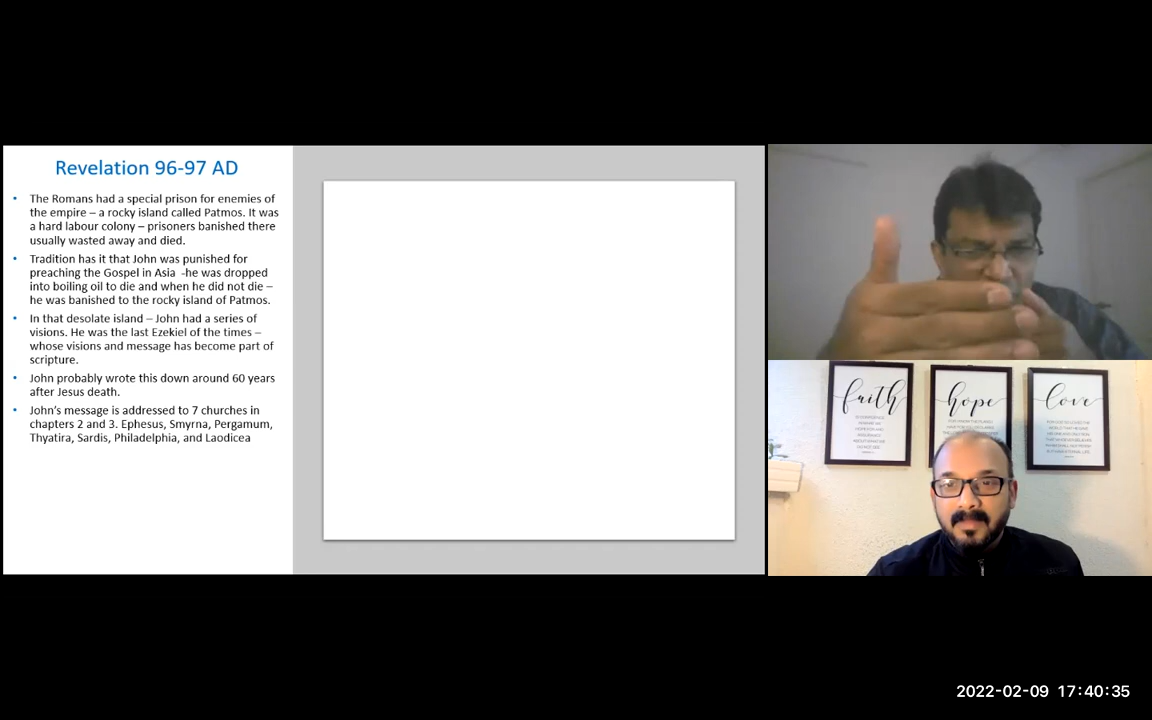 Revelation 96-97 AD
• The Romans had a special prison for enemies of
the empire – a rocky island called Patmos. It was
a hard labour colony – prisoners banished there
usually wasted away and died.
• Tradition has it that John was punished for
preaching the Gospel in Asia -he was dropped
into boiling oil to die and when he did not die –
he was banished to the rocky island of Patmos.
• In that desolate island – John had a series of
visions. He was the last Ezekiel of the times –
whose visions and message has become part of
scripture.
• John probably wrote this down around 60 years
after Jesus death.
• John's message is addressed to 7 churches in
chapters 2 and 3. Ephesus, Smyrna, Pergamum,
Thyatira, Sardis, Philadelphia, and Laodicea
faith
hope
love
2022-02-09 17:40:35